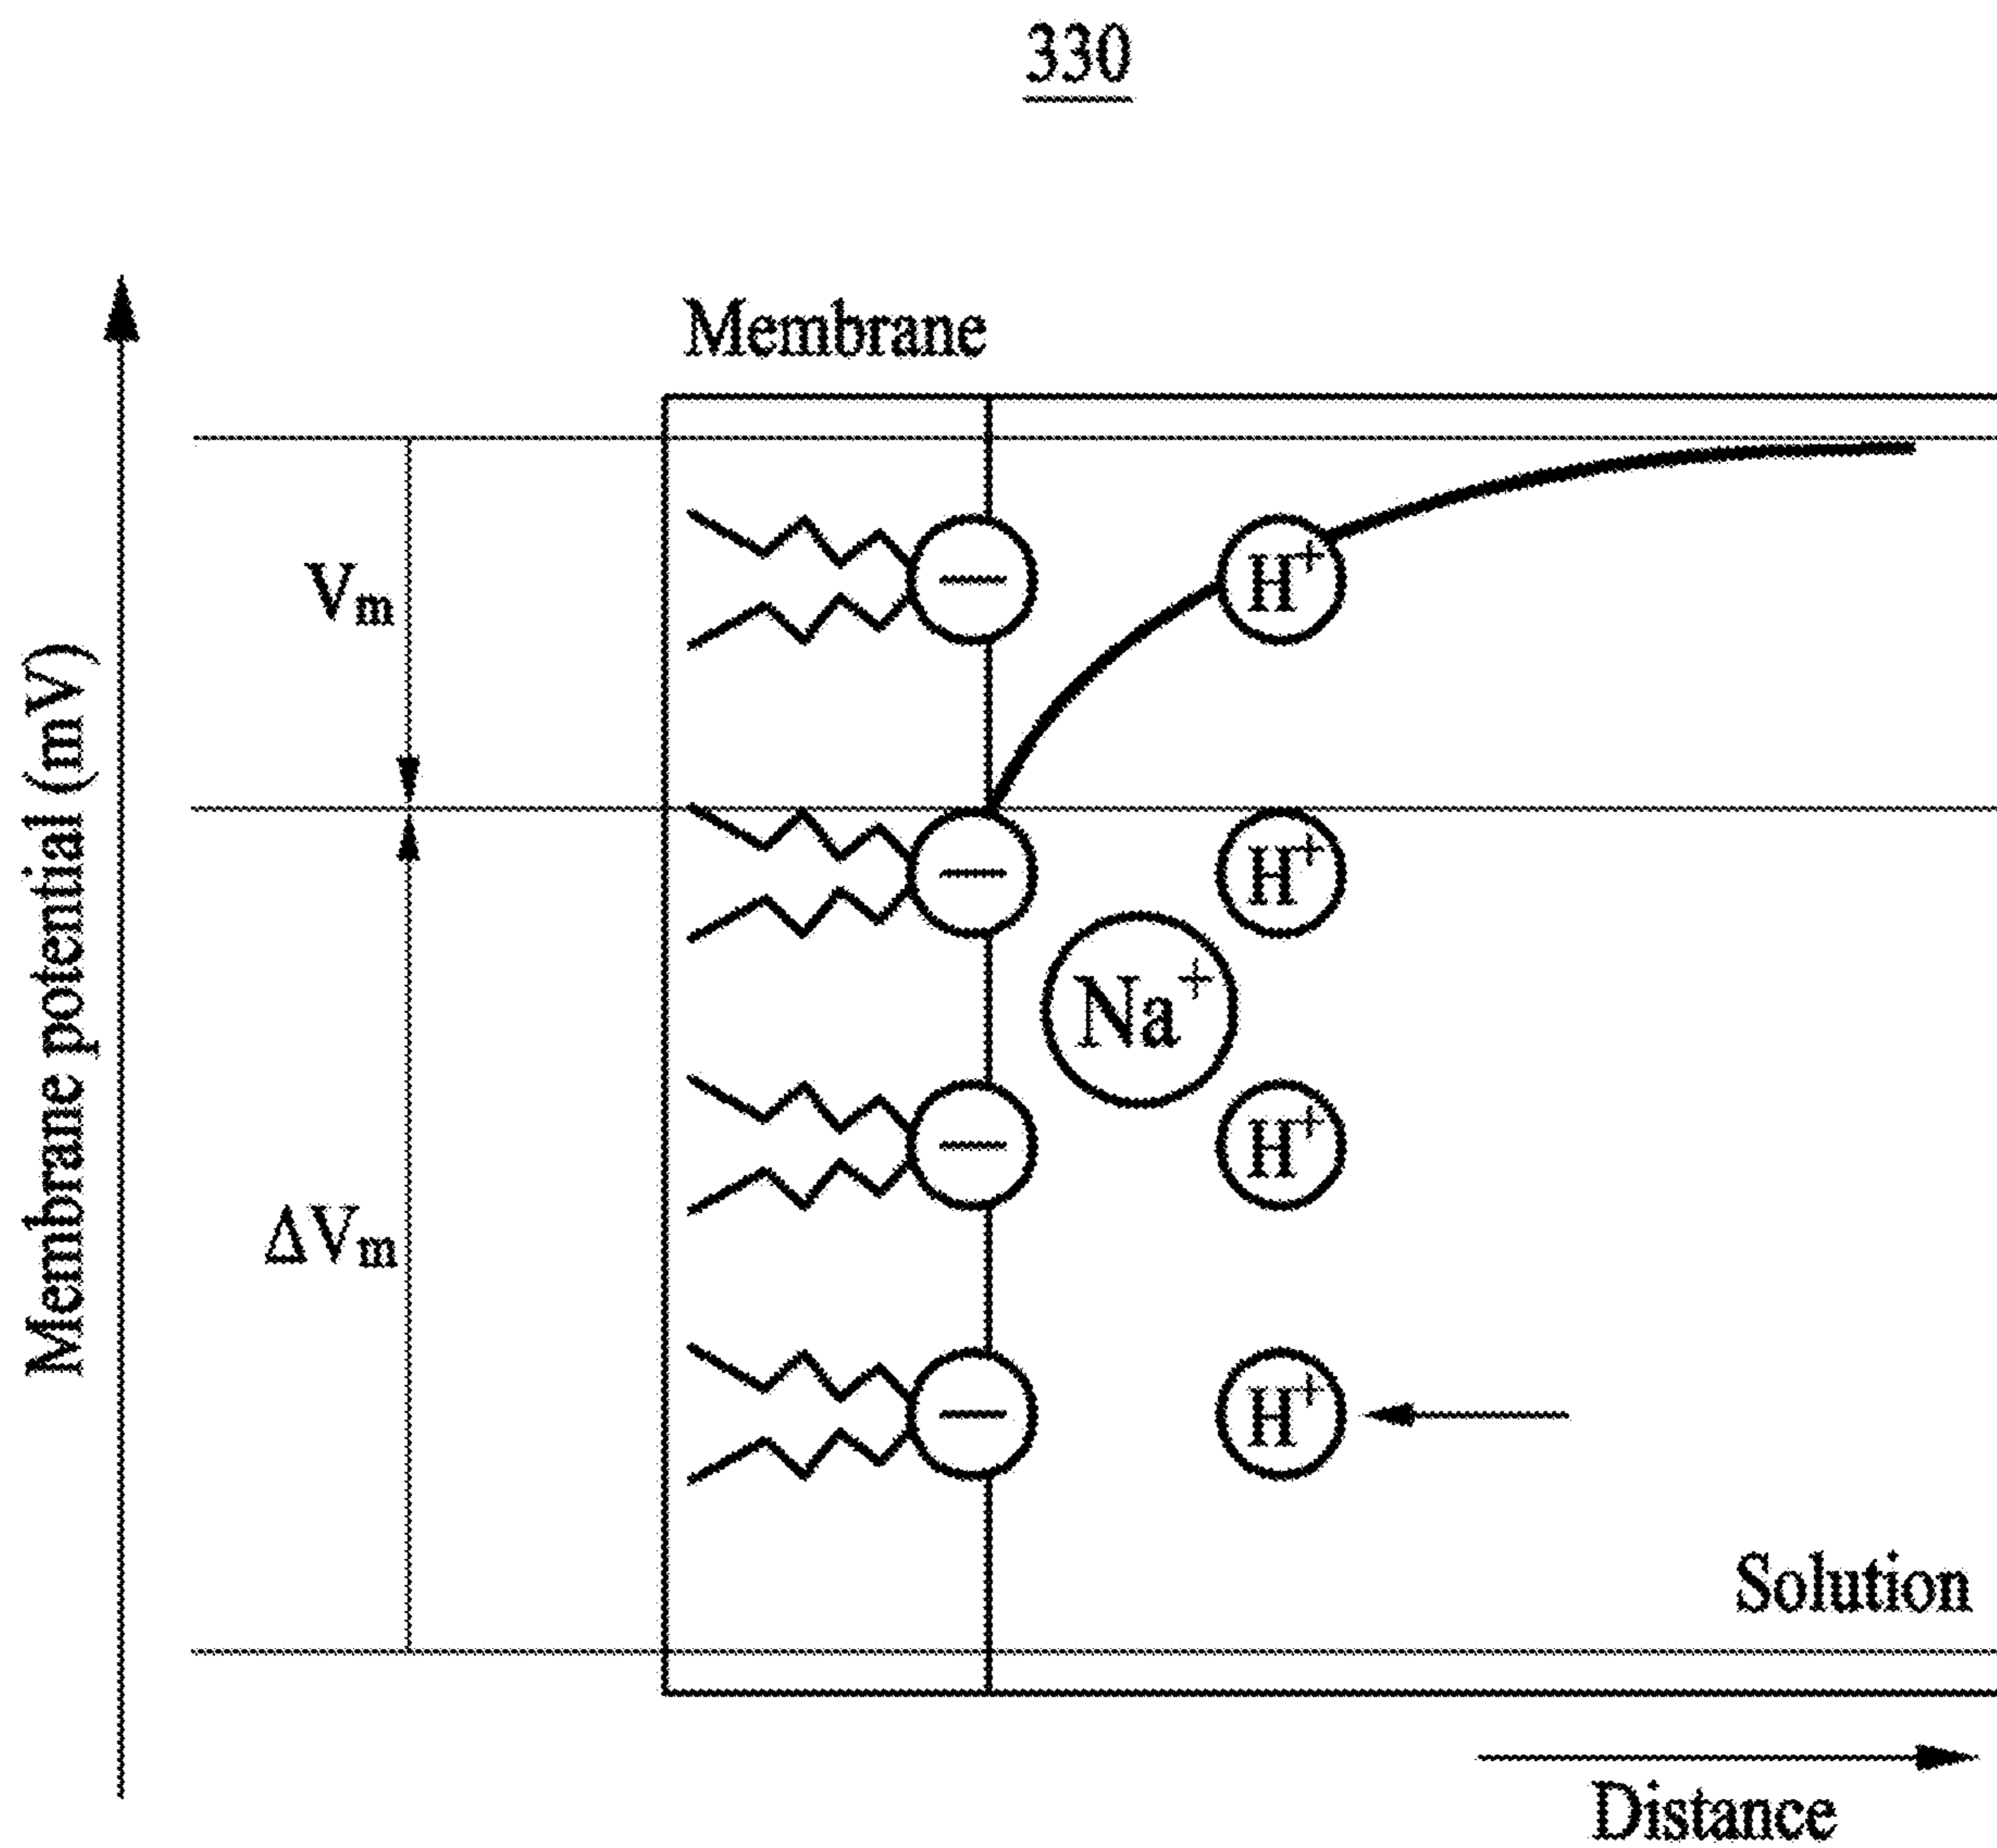 330
Membrane
Membrane potential (mV)
Vm
ΔVm
—
H+
—
H+
Na+
—
H+
—
H+
Solution
Distance